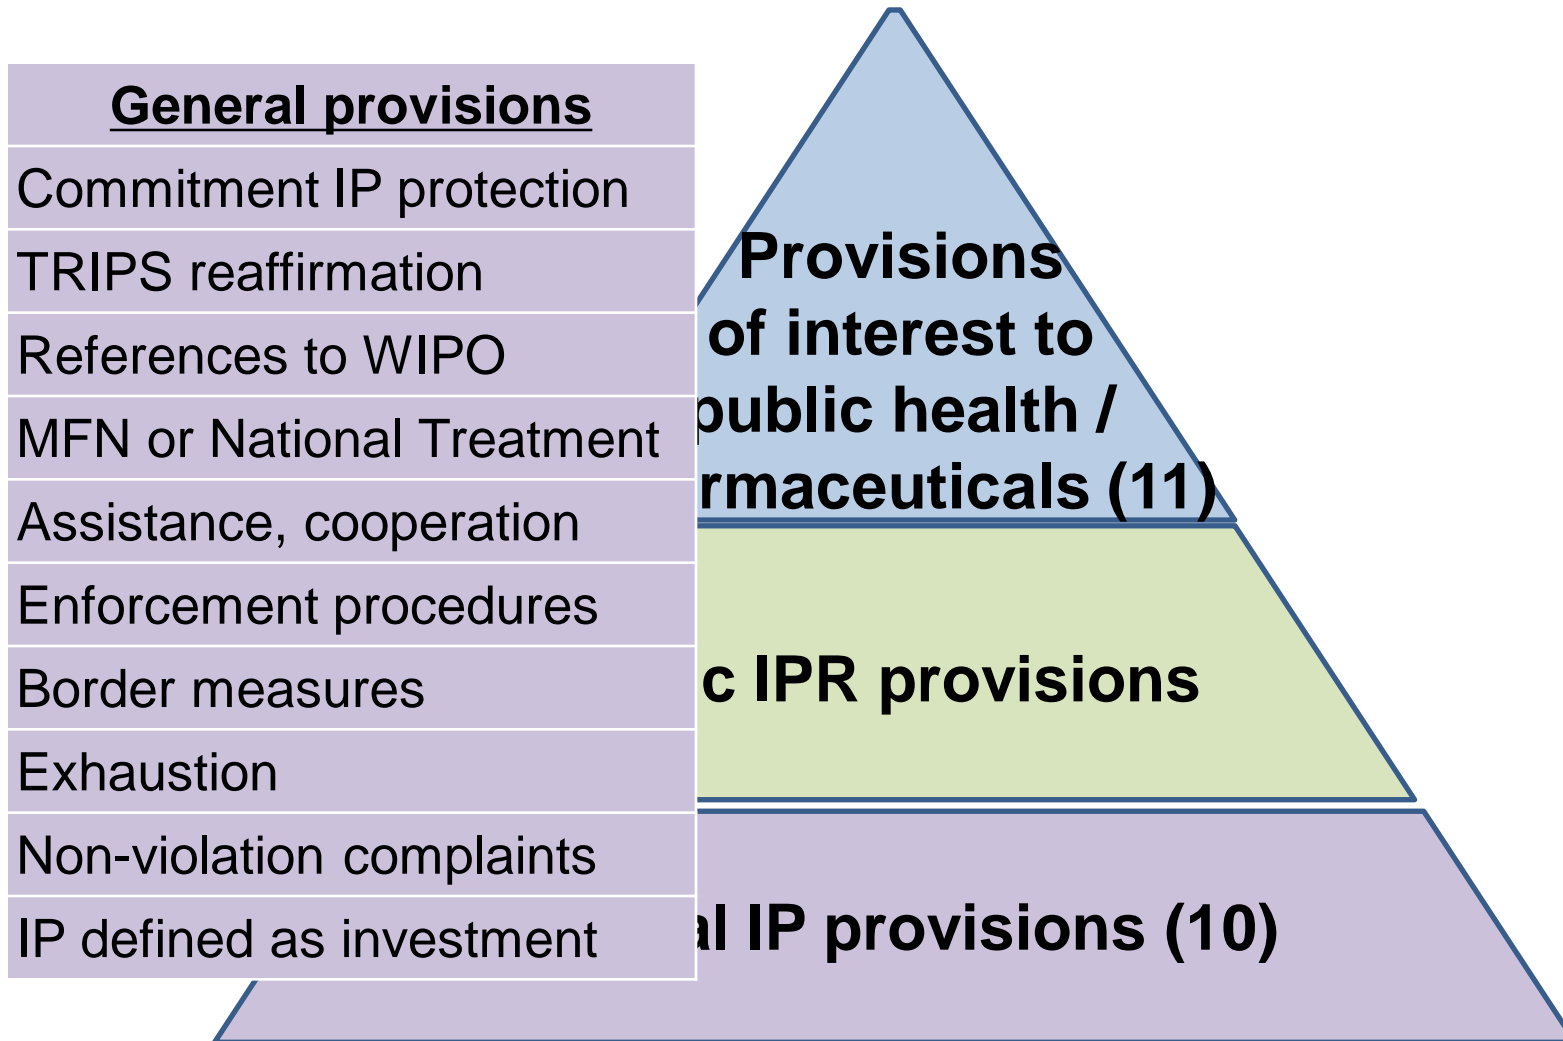 General provisions
Commitment IP protection
TRIPS reaffirmation
References to WIPO
MFN or National Treatment
Assistance, cooperation
Enforcement procedures
Border measures
Exhaustion
Non-violation complaints
IP defined as investment
Provisions
of interest to
public health /
rmaceuticals (11)
c IPR provisions
al IP provisions (10)